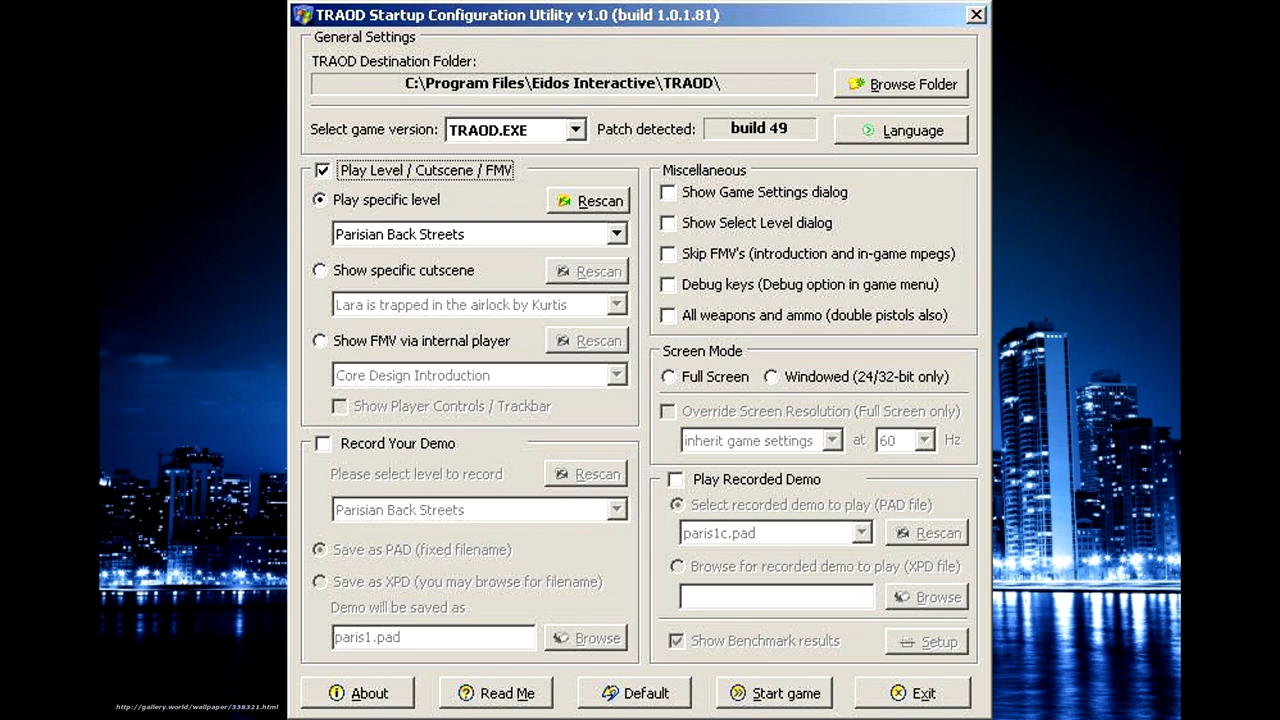 TRAOD Startup Configuration Utility v1.0 (build 1.0.1.81)
General Settings
TRAOD Destination Folder:
C:\Program Files\Eidos Interactive\TRAOD\
Browse Folder
Select game version: TRAOD.EXE Patch detected: build 49 Language
Play Level / Cutscene / FMV
Play specific level Rescan
Parisian Back Streets
Show specific cutscene Rescan
Lara is trapped in the airlock by Kurtis
Show FMV via internal player Rescan
Core Design Introduction
Show Player Controls / Trackbar
Record Your Demo
Please select level to record Rescan
Parisian Back Streets
Save as PAD (fixed filename)
Save as XPD (you may browse for filename)
Demo will be saved as
paris1.pad Browse
Miscellaneous
Show Game Settings dialog
Show Select Level dialog
Skip FMV's (introduction and in-game mpegs)
Debug keys (Debug option in game menu)
All weapons and ammo (double pistols also)
Screen Mode
Full Screen Windowed (24/32-bit only)
Override Screen Resolution (Full Screen only)
inherit game settings at 60 Hz
Play Recorded Demo
Select recorded demo to play (PAD file)
paris1c.pad Rescan
Browse for recorded demo to play (XPD file)
Browse
Show Benchmark results Setup
About Read Me Default Start game Exit
http://gallery.world/wallpaper/338321.html